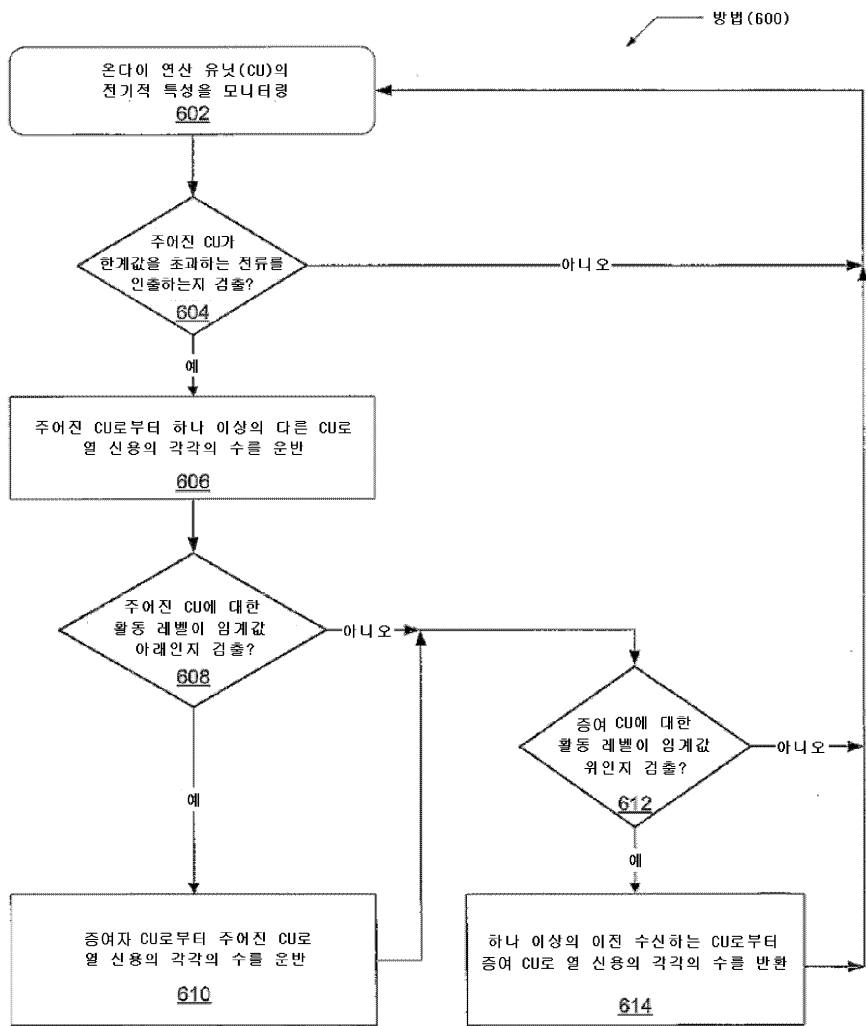 방법(600)
온다이 연산 유닛(CU)의
전기적 특성을 모니터링
602
주어진 CU가
한계값을 초과하는 전류를
인출하는지 검출?
604
아니오
예
주어진 CU로부터 하나 이상의 다른 CU로
열 신용의 각각의 수를 운반
606
주어진 CU에 대한
활동 레벨이 임계값
아래인지 검출?
608
아니오
예
증여 CU에 대한
활동 레벨이 임계값
위인지 검출?
612
아니오
예
증여자 CU로부터 주어진 CU로
열 신용의 각각의 수를 운반
610
하나 이상의 이전 수신하는 CU로부터
증여 CU로 열 신용의 각각의 수를 반환
614